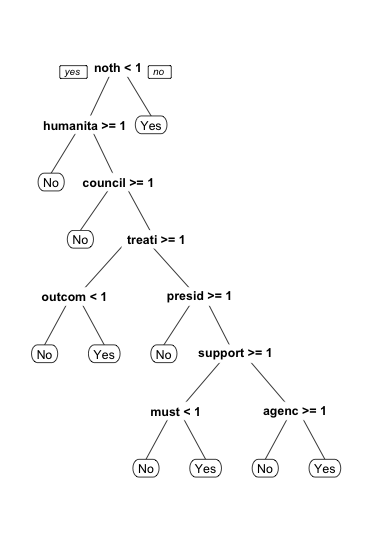 yes noth < 1 no
humanita >= 1 Yes
No council >= 1
No treati >= 1
outcom < 1 presid >= 1
No Yes No support >= 1
must < 1 agenc >= 1
No Yes No Yes